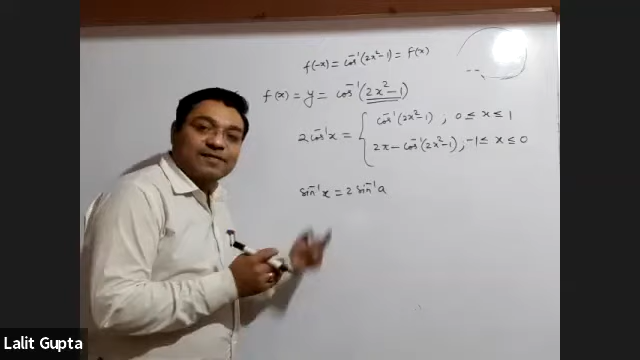 f(-x) = cos⁻¹(2x²-1) = f(x)
f(x) = y = cos⁻¹(2x²-1)
2cos⁻¹x = { cos⁻¹(2x²-1) , 0 ≤ x ≤ 1
2π - cos⁻¹(2x²-1) , -1 ≤ x ≤ 0
sin⁻¹x = 2 sin⁻¹a
Lalit Gupta